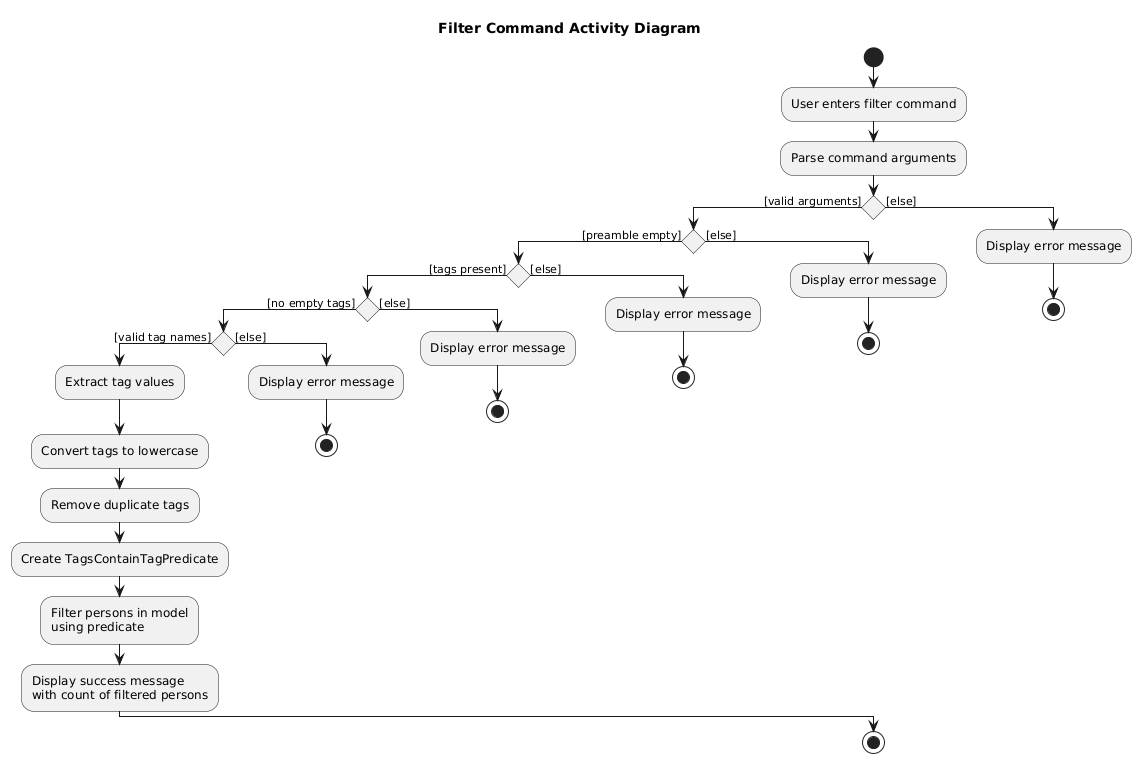 Filter Command Activity Diagram
User enters filter command
Parse command arguments
[valid arguments]
[else]
[preamble empty]
[else]
Display error message
[tags present]
[else]
Display error message
[no empty tags]
[else]
Display error message
[valid tag names]
[else]
Display error message
Extract tag values
Display error message
Convert tags to lowercase
Remove duplicate tags
Create TagsContainTagPredicate
Filter persons in model
using predicate
Display success message
with count of filtered persons